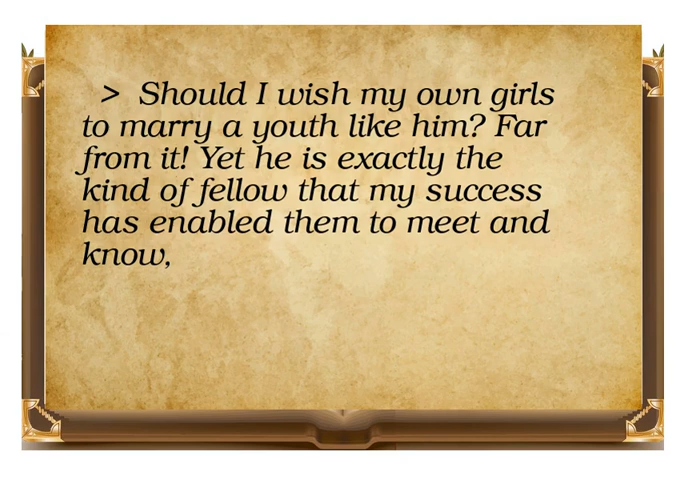 > Should I wish my own girls
to marry a youth like him? Far
from it! Yet he is exactly the
kind of fellow that my success
has enabled them to meet and
know,